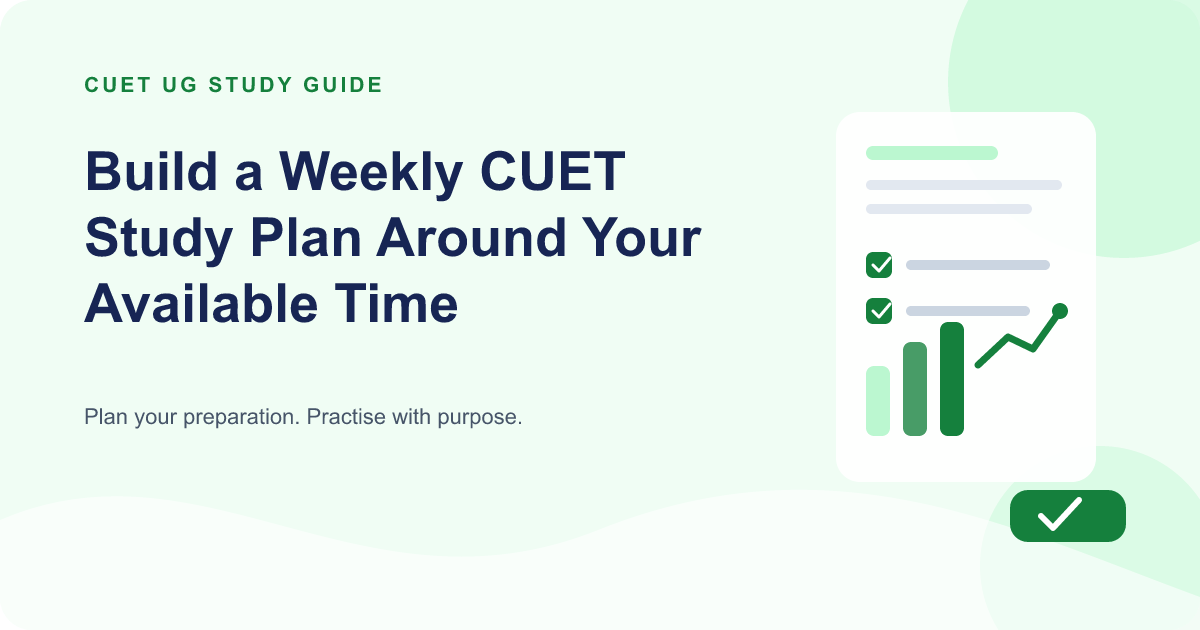 CUET UG STUDY GUIDE
Build a Weekly CUET
Study Plan Around Your
Available Time
Plan your preparation. Practise with purpose.